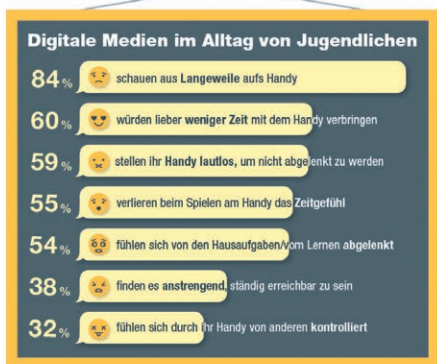 Digitale Medien im Alltag von Jugendlichen
84% schauen aus Langeweile aufs Handy
60% würden lieber weniger Zeit mit dem Handy verbringen
59% stellen ihr Handy lautlos, um nicht abgelenkt zu werden
55% verlieren beim Spielen am Handy das Zeitgefühl
54% fühlen sich von den Hausaufgaben/vom Lernen abgelenkt
38% finden es anstrengend, ständig erreichbar zu sein
32% fühlen sich durch ihr Handy von anderen kontrolliert